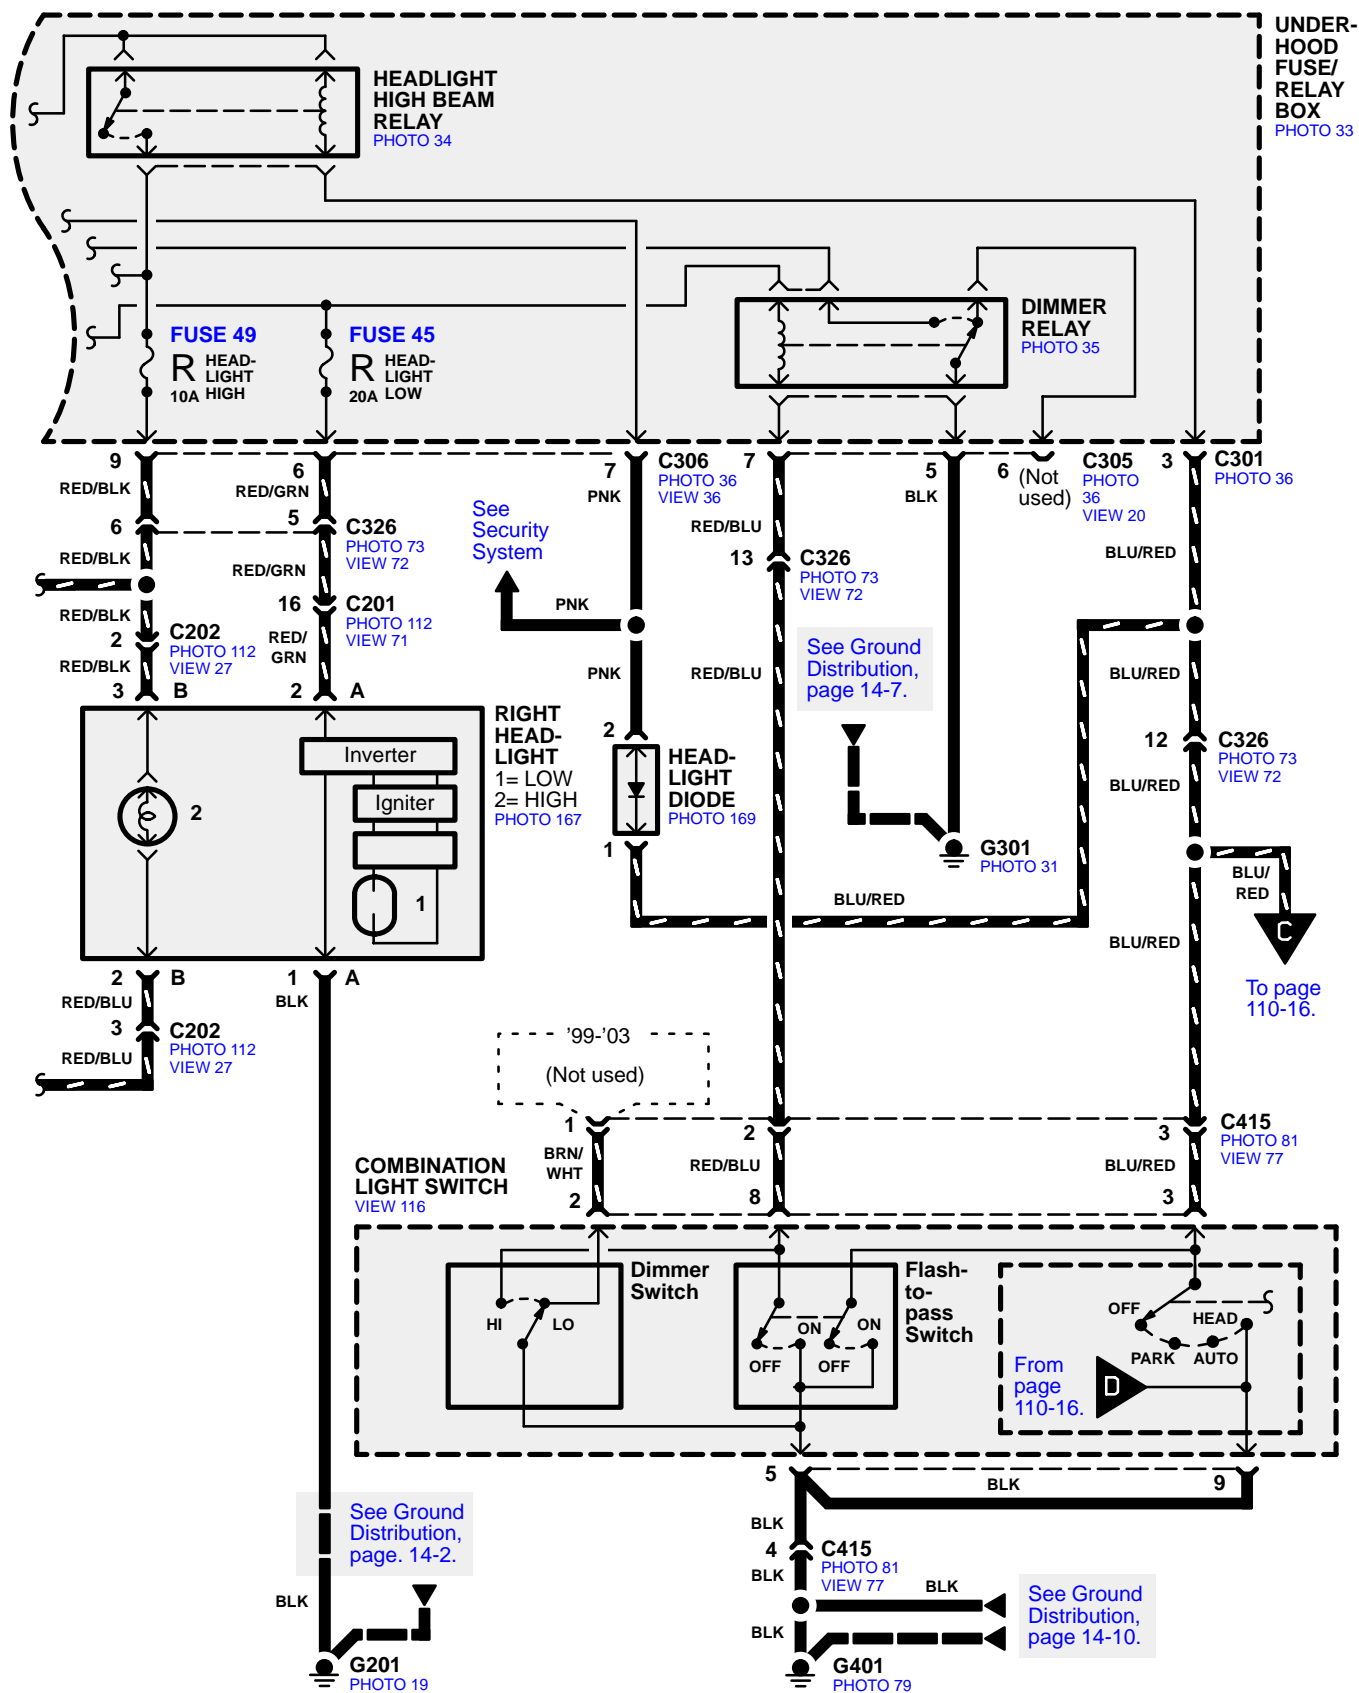 UNDER-
HOOD
FUSE/
RELAY
BOX
PHOTO 33
HEADLIGHT
HIGH BEAM
RELAY
PHOTO 34
DIMMER
RELAY
PHOTO 35
FUSE 49
R HEAD-
LIGHT
10A HIGH
FUSE 45
R HEAD-
LIGHT
20A LOW
9
6
7
C306
PHOTO 36
VIEW 36
7
5
6
(Not
used)
C305
PHOTO
36
VIEW 20
3
C301
PHOTO 36
RED/BLK
RED/GRN
PNK
BLK
RED/BLU
BLU/RED
See
Security
System
6
5
C326
PHOTO 73
VIEW 72
RED/BLK
RED/GRN
13
C326
PHOTO 73
VIEW 72
16
C201
PHOTO 112
VIEW 71
PNK
RED/BLK
2
C202
PHOTO 112
VIEW 27
RED/
GRN
RED/BLK
3
B
2
A
PNK
RED/BLU
See Ground
Distribution,
page 14-7.
BLU/RED
12
C326
PHOTO 73
VIEW 72
BLU/RED
RIGHT
HEAD-
LIGHT
1= LOW
2= HIGH
PHOTO 167
Inverter
Igniter
2
1
2
HEAD-
LIGHT
DIODE
PHOTO 169
1
G301
PHOTO 31
BLU/
RED
BLU/RED
BLU/RED
C
To page
110-16.
2
B
1
A
RED/BLU
BLK
3
C202
PHOTO 112
VIEW 27
RED/BLU
'99-'03
(Not used)
1
2
3
C415
PHOTO 81
VIEW 77
BRN/
WHT
RED/BLU
BLU/RED
COMBINATION
LIGHT SWITCH
VIEW 116
2
8
3
Dimmer
Switch
HI
LO
Flash-
to-
pass
Switch
ON
ON
OFF
OFF
OFF
HEAD
PARK
AUTO
From
page
110-16.
D
5
BLK
9
See Ground
Distribution,
page. 14-2.
BLK
4
C415
PHOTO 81
VIEW 77
BLK
BLK
BLK
See Ground
Distribution,
page 14-10.
BLK
G201
PHOTO 19
G401
PHOTO 79